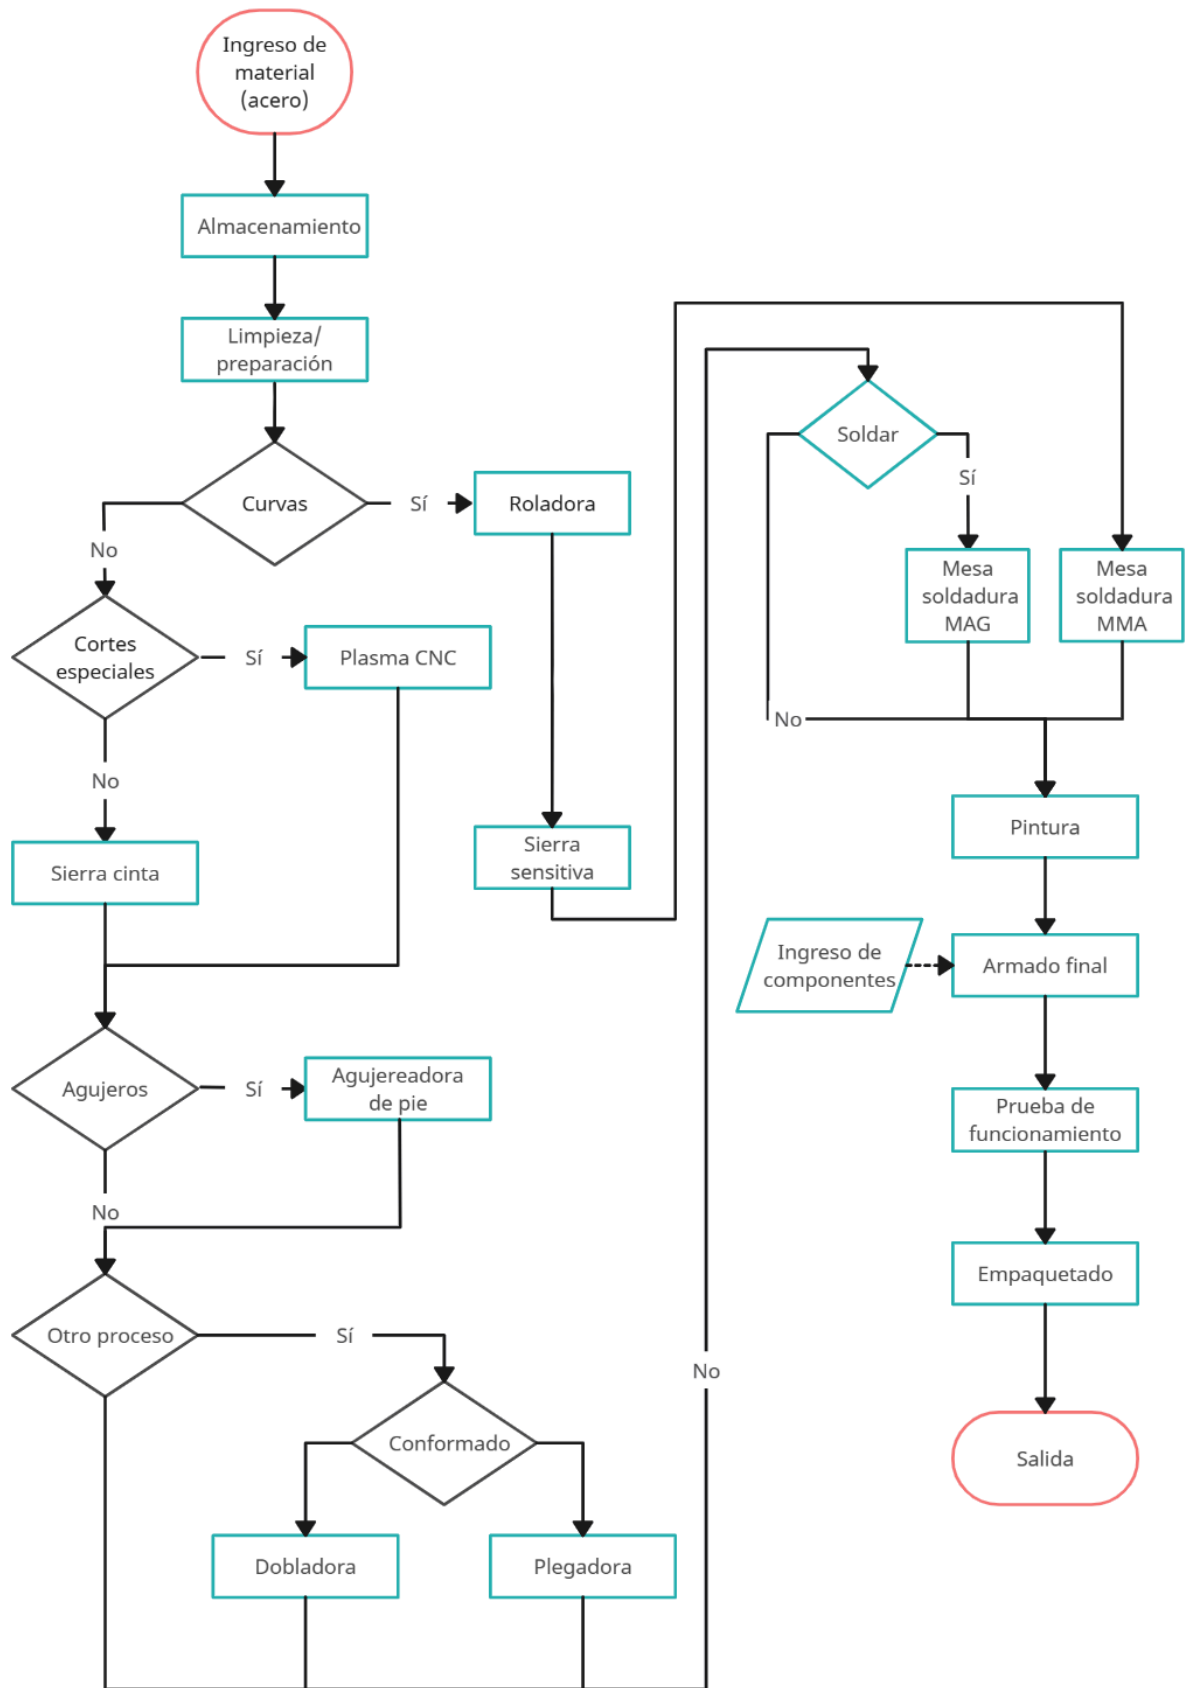 Ingreso de
material
(acero)
Almacenamiento
Limpieza/
preparación
Curvas
Sí
Roladora
No
Cortes
especiales
Sí
Plasma CNC
No
Sierra cinta
Sierra
sensitiva
Agujeros
Sí
Agujereadora
de pie
No
Otro proceso
Sí
Conformado
Dobladora
Plegadora
No
Soldar
Sí
Mesa
soldadura
MAG
Mesa
soldadura
MMA
No
Pintura
Ingreso de
componentes
Armado final
Prueba de
funcionamiento
Empaquetado
Salida